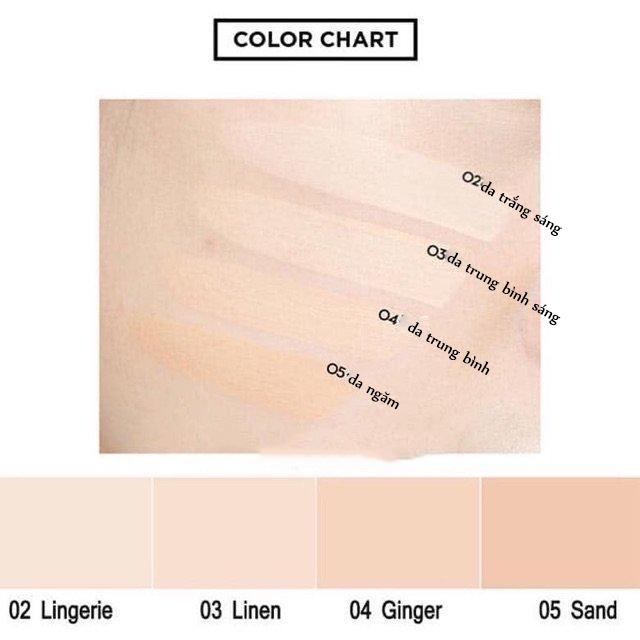 COLOR CHART
02 da trắng sáng
03 da trung bình sáng
04 da trung bình
05 da ngăm
02 Lingerie
03 Linen
04 Ginger
05 Sand